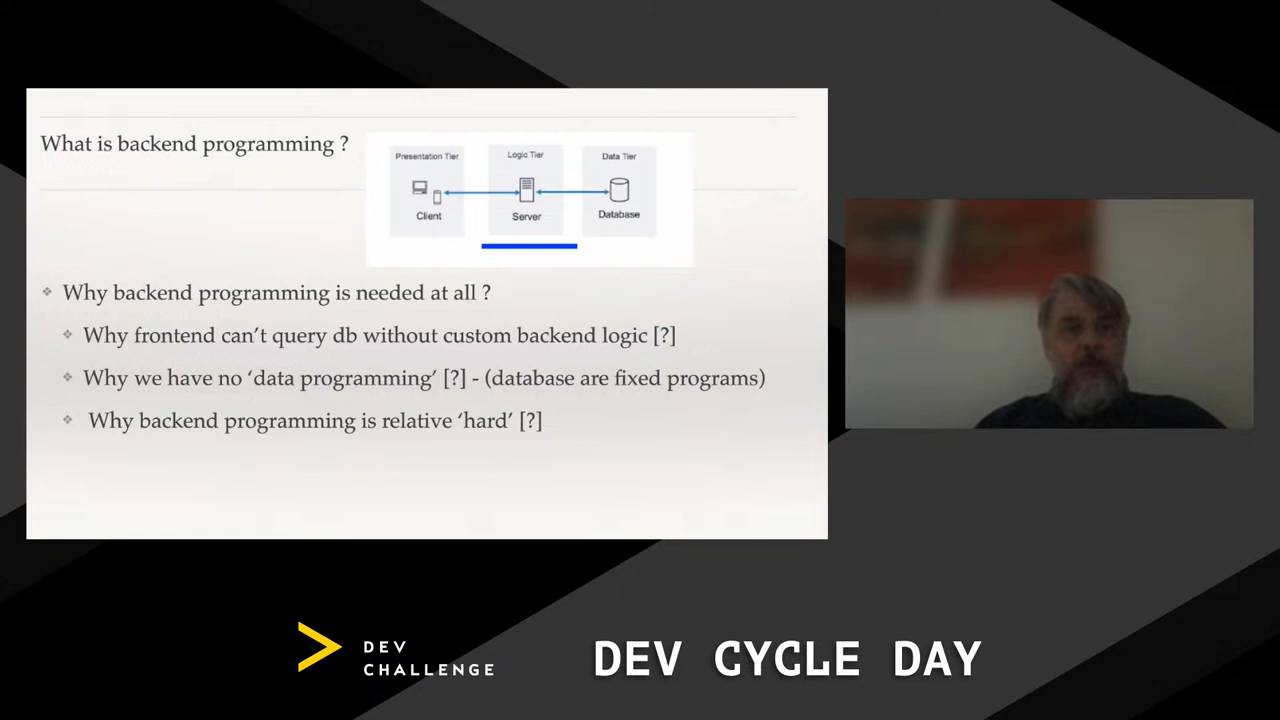 What is backend programming ?
Presentation Tier
Logic Tier
Data Tier
Client
Server
Database
Why backend programming is needed at all ?
Why frontend can't query db without custom backend logic [?]
Why we have no 'data programming' [?] - (database are fixed programs)
Why backend programming is relative 'hard' [?]
DEV
CHALLENGE
DEV CYCLE DAY